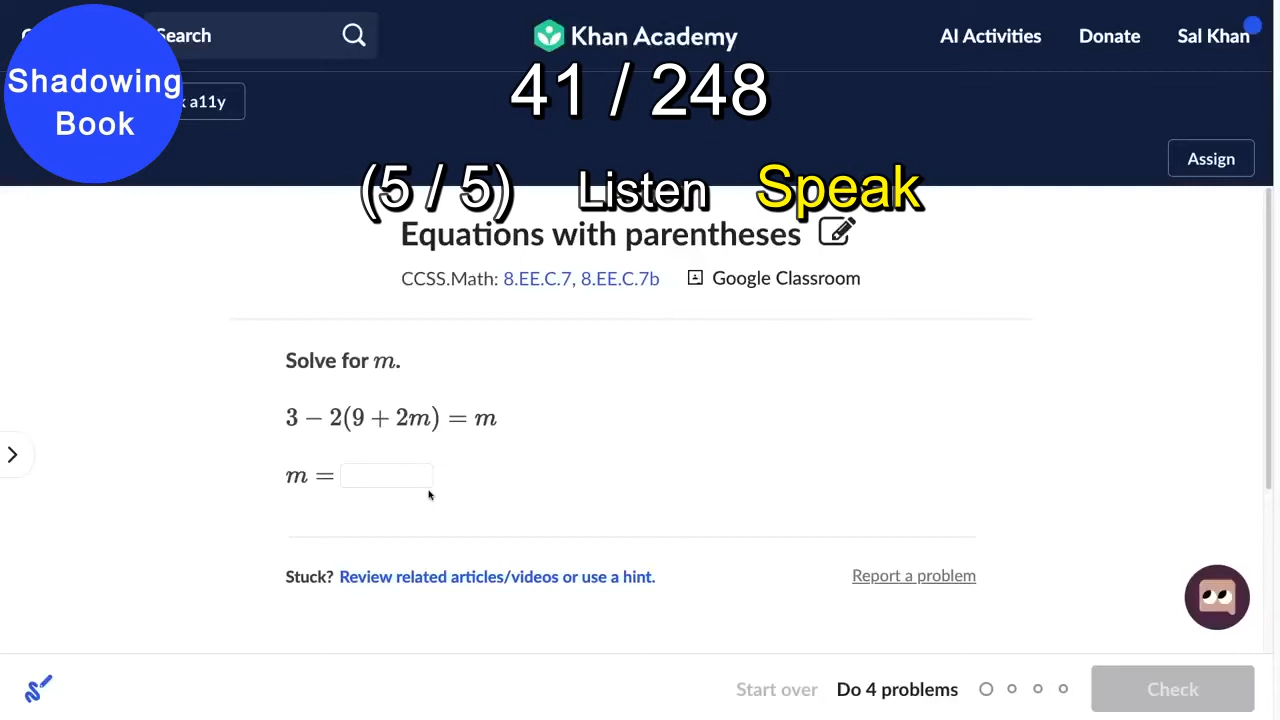 Search
Khan Academy
AI Activities
Donate
Sal Khan
Shadowing
Book
41 / 248
a11y
Assign
(5 / 5) Listen Speak
Equations with parentheses
CCSS.Math: 8.EE.C.7, 8.EE.C.7b
Google Classroom
Solve for m.
3 − 2(9 + 2m) = m
m =
Stuck? Review related articles/videos or use a hint.
Report a problem
Start over
Do 4 problems
Check